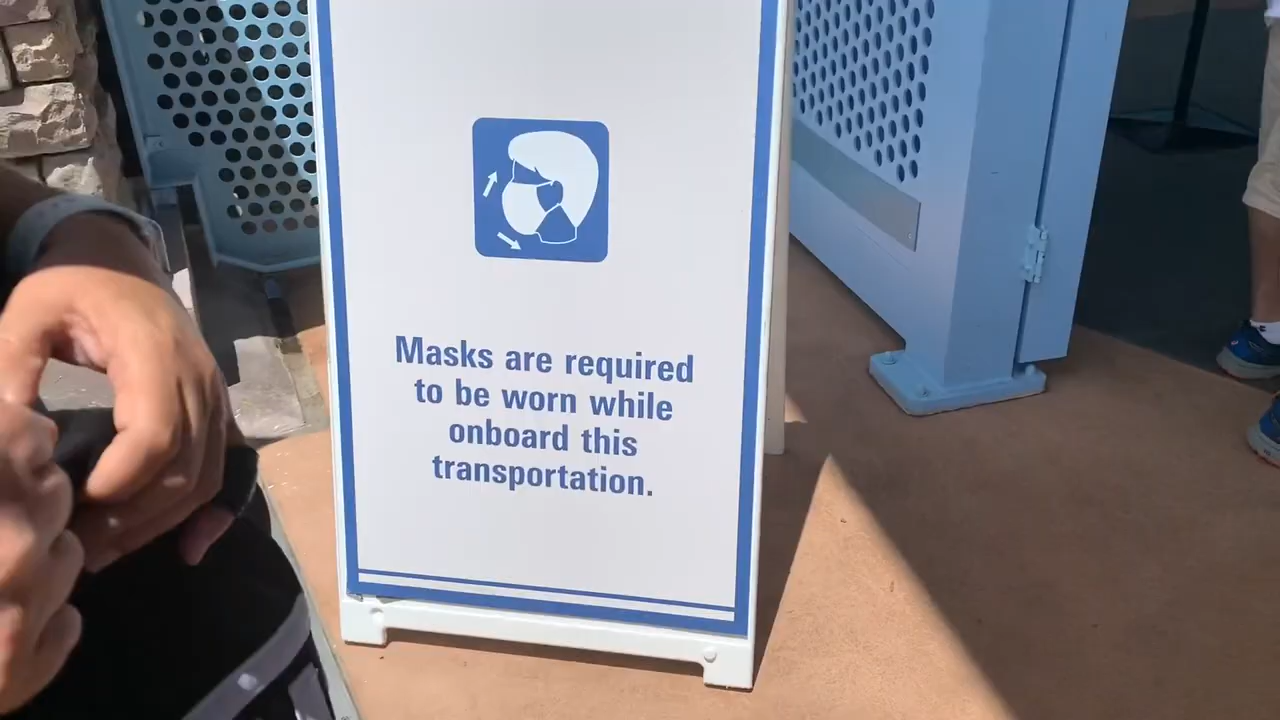 Masks are required
to be worn while
onboard this
transportation.